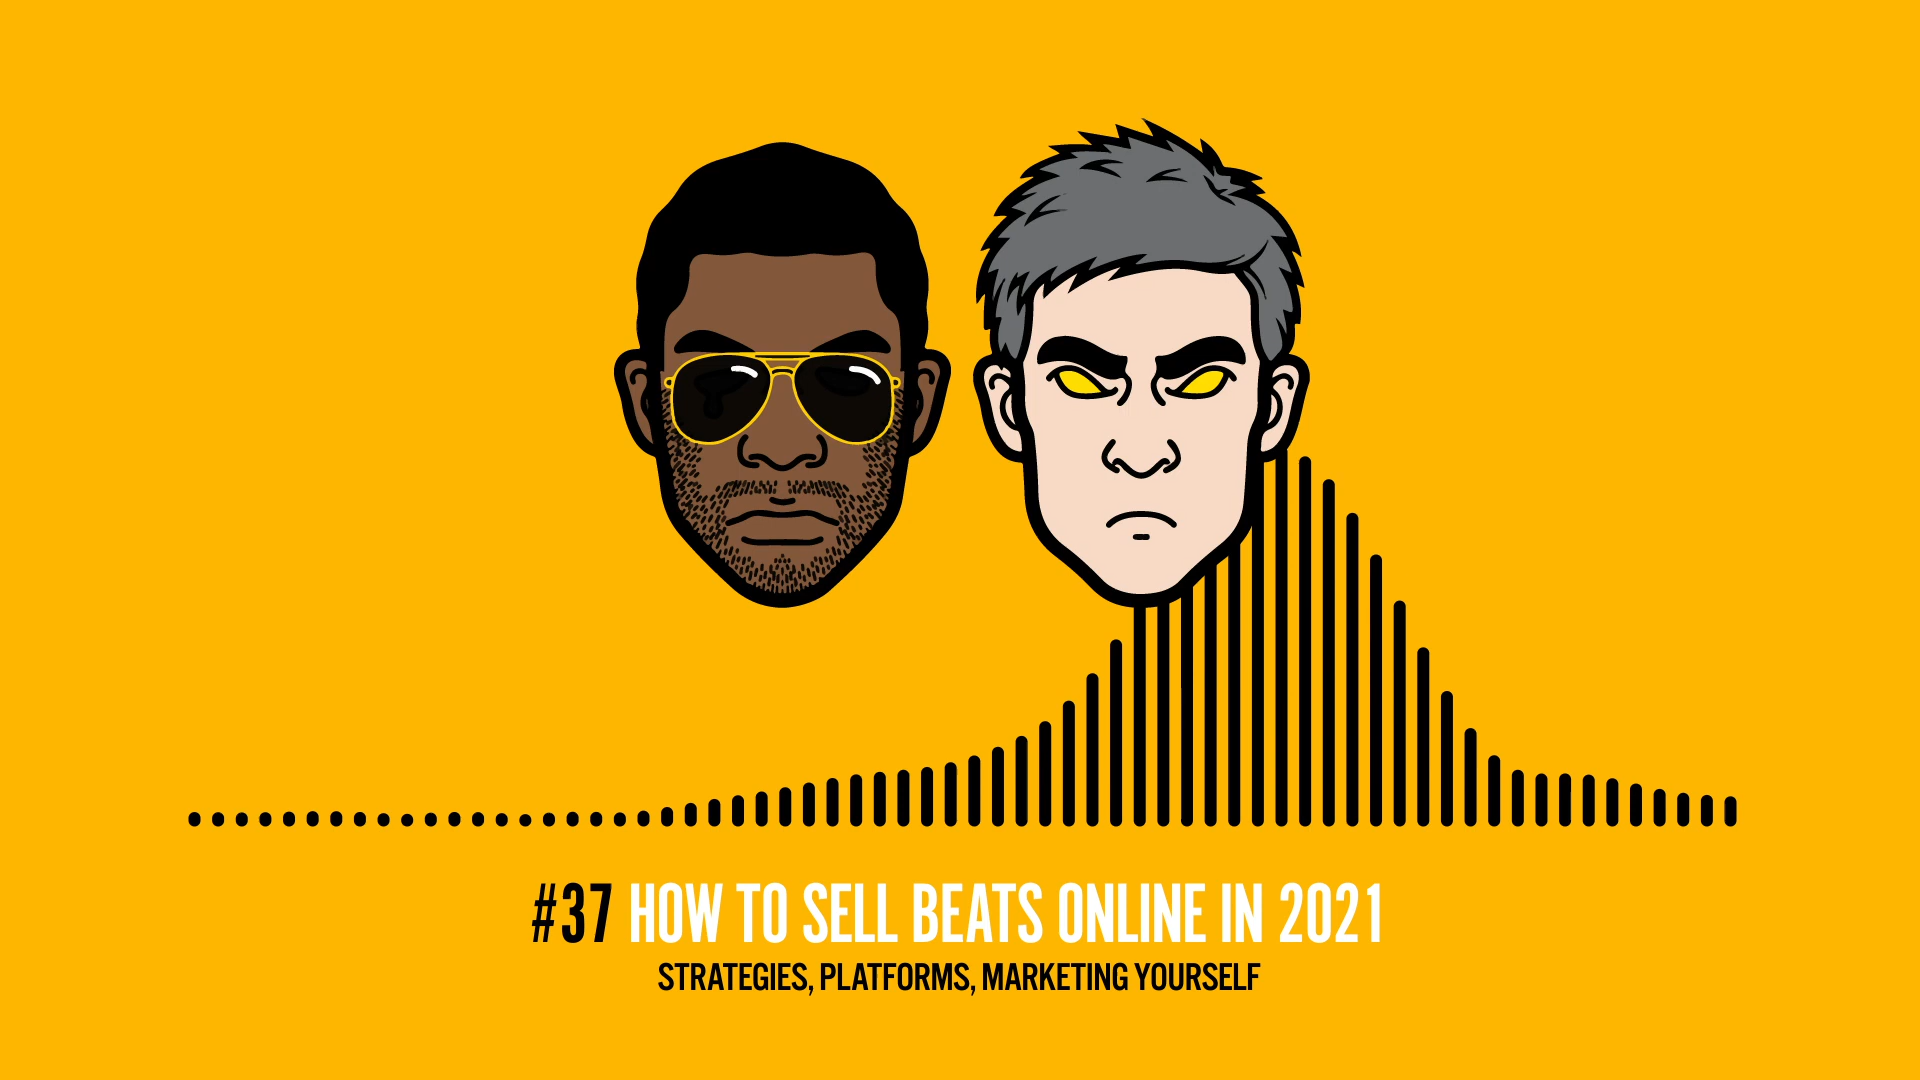 #37 HOW TO SELL BEATS ONLINE IN 2021
STRATEGIES, PLATFORMS, MARKETING YOURSELF